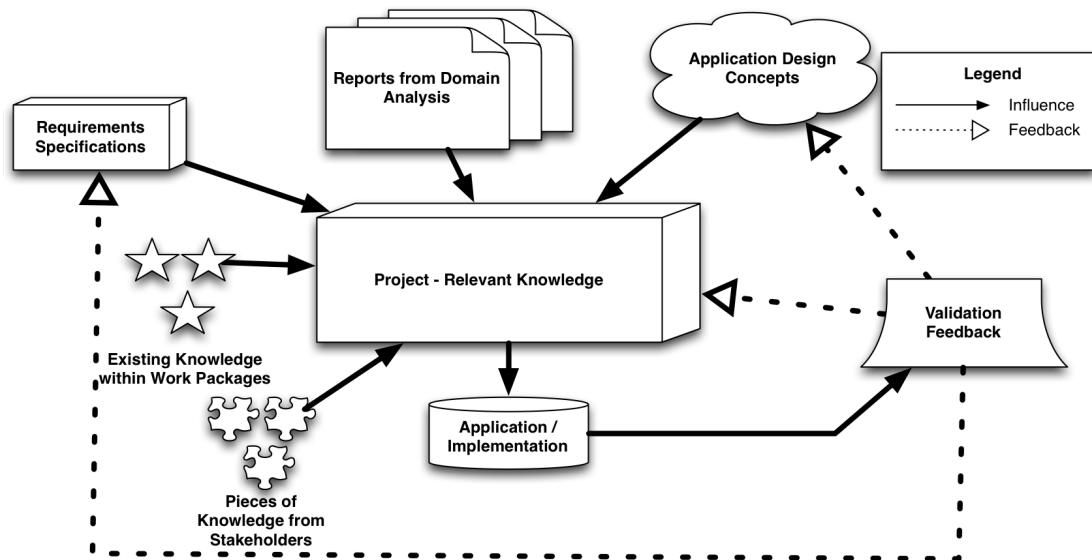 Reports from Domain
Analysis
Application Design
Concepts
Legend
Influence
Feedback
Requirements
Specifications
Project - Relevant Knowledge
Validation
Feedback
Existing Knowledge
within Work Packages
Application /
Implementation
Pieces of
Knowledge from
Stakeholders